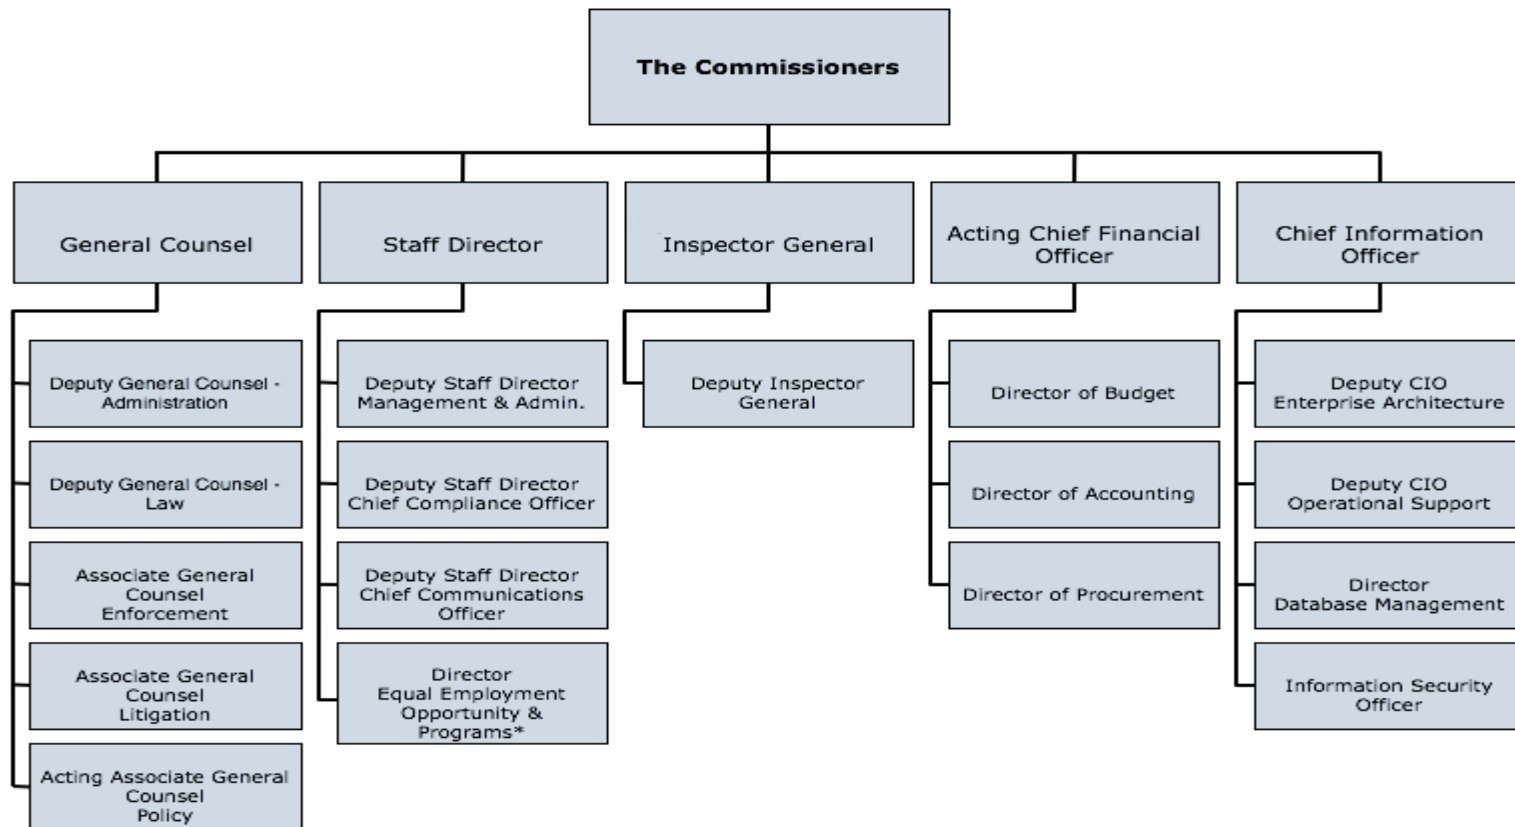 The Commissioners
General Counsel
Staff Director
Inspector General
Acting Chief Financial
Officer
Chief Information
Officer
Deputy General Counsel -
Administration
Deputy General Counsel -
Law
Associate General
Counsel
Enforcement
Associate General
Counsel
Litigation
Acting Associate General
Counsel
Policy
Deputy Staff Director
Management & Admin.
Deputy Staff Director
Chief Compliance Officer
Deputy Staff Director
Chief Communications
Officer
Director
Equal Employment
Opportunity &
Programs*
Deputy Inspector
General
Director of Budget
Director of Accounting
Director of Procurement
Deputy CIO
Enterprise Architecture
Deputy CIO
Operational Support
Director
Database Management
Information Security
Officer